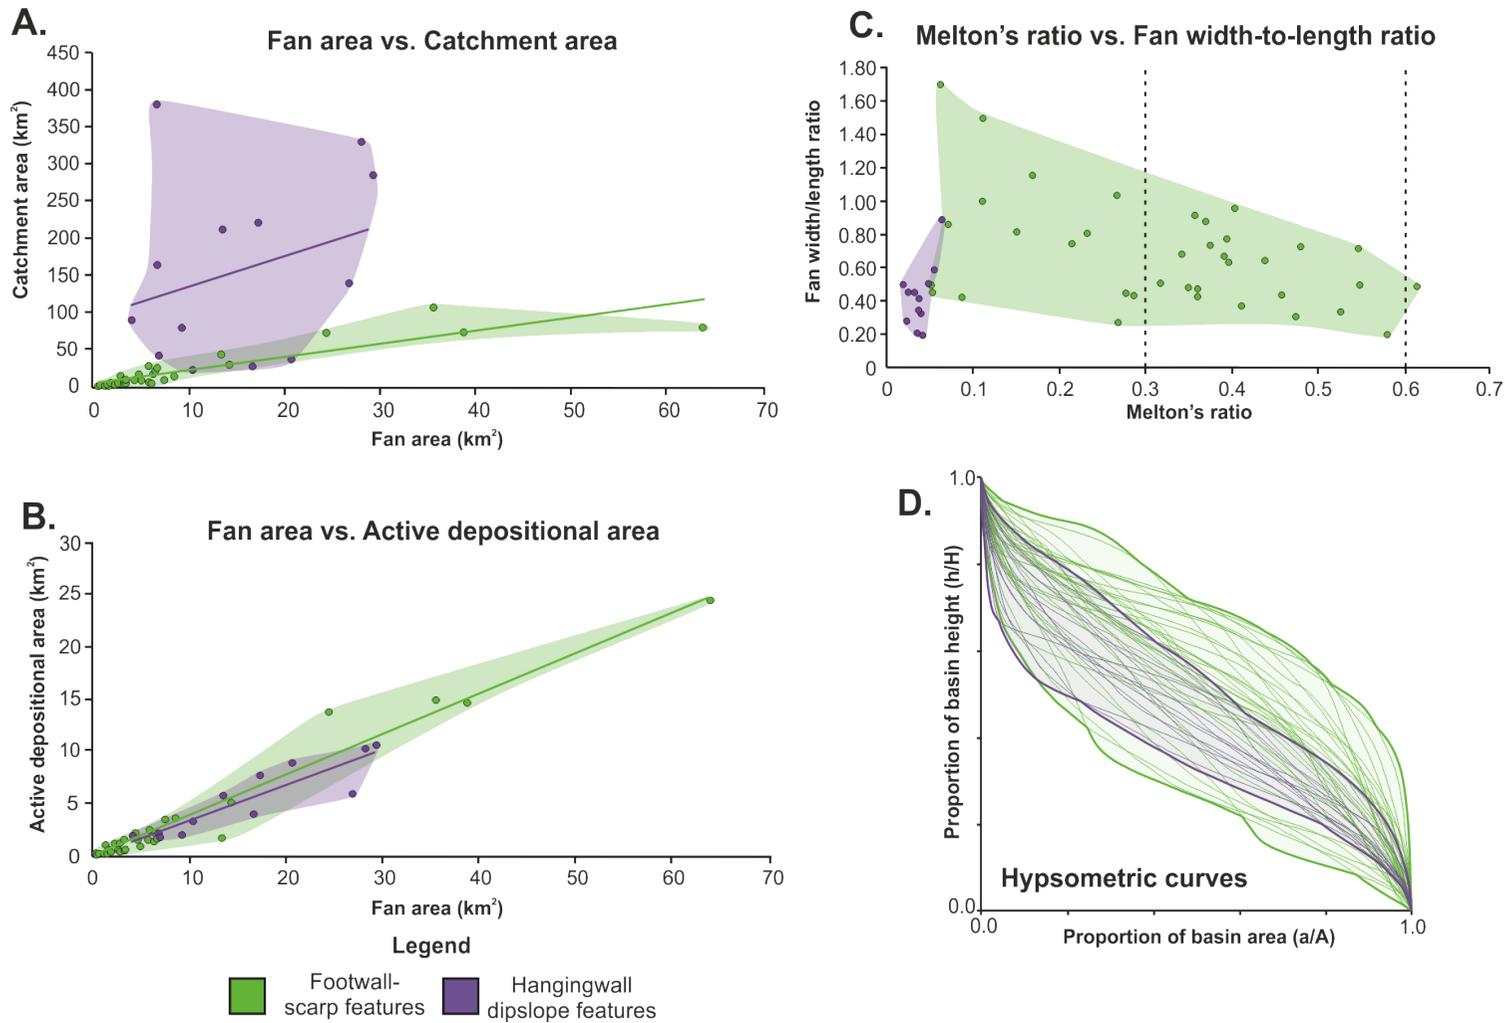 A.
Fan area vs. Catchment area
Catchment area (km²)
450
400
350
300
250
200
150
100
50
0
0 10 20 30 40 50 60 70
Fan area (km²)
B.
Fan area vs. Active depositional area
Active depositional area (km²)
30
25
20
15
10
5
0
0 10 20 30 40 50 60 70
Fan area (km²)
Legend
Footwall-
scarp features
Hangingwall
dipslope features
C.
Melton’s ratio vs. Fan width-to-length ratio
Fan width/length ratio
1.80
1.60
1.40
1.20
1.00
0.80
0.60
0.40
0.20
0
0 0.1 0.2 0.3 0.4 0.5 0.6 0.7
Melton’s ratio
D.
Proportion of basin height (h/H)
1.0
0.0
Hypsometric curves
0.0 1.0
Proportion of basin area (a/A)